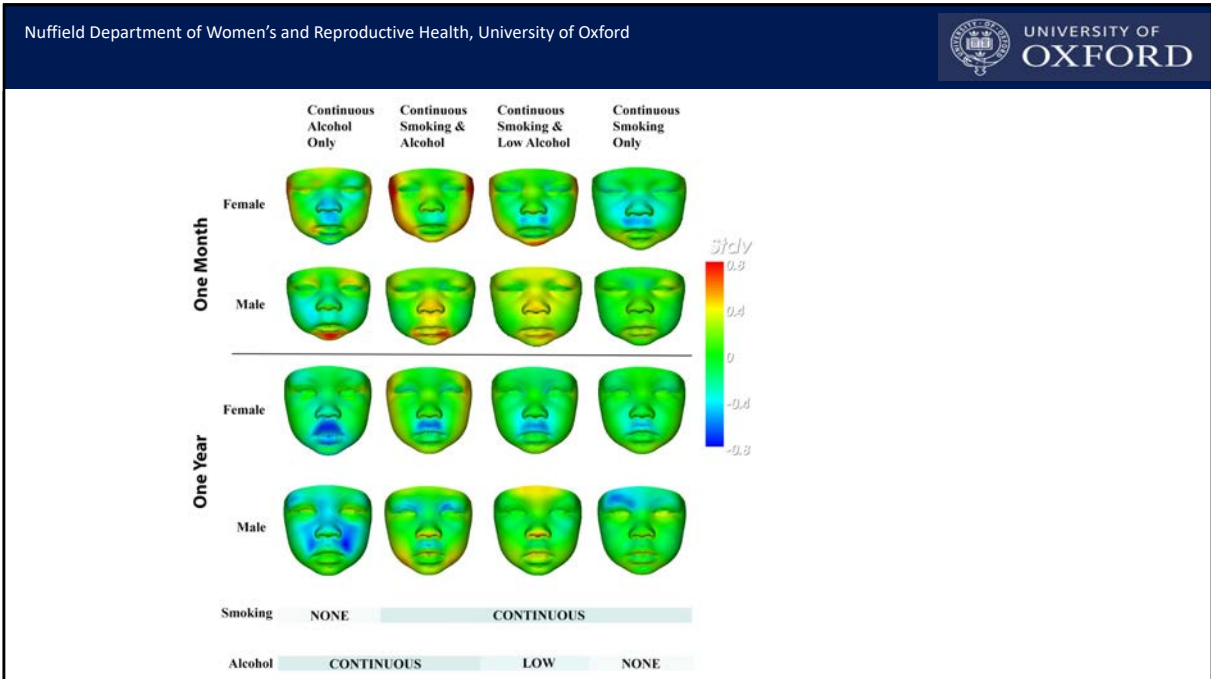 Nuffield Department of Women's and Reproductive Health, University of Oxford
UNIVERSITY OF
OXFORD
Continuous Alcohol Only
Continuous Smoking & Alcohol
Continuous Smoking & Low Alcohol
Continuous Smoking Only
One Month
Female
Male
Stdv
0.8
0.4
0
-0.4
-0.8
One Year
Female
Male
Smoking NONE CONTINUOUS
Alcohol CONTINUOUS LOW NONE